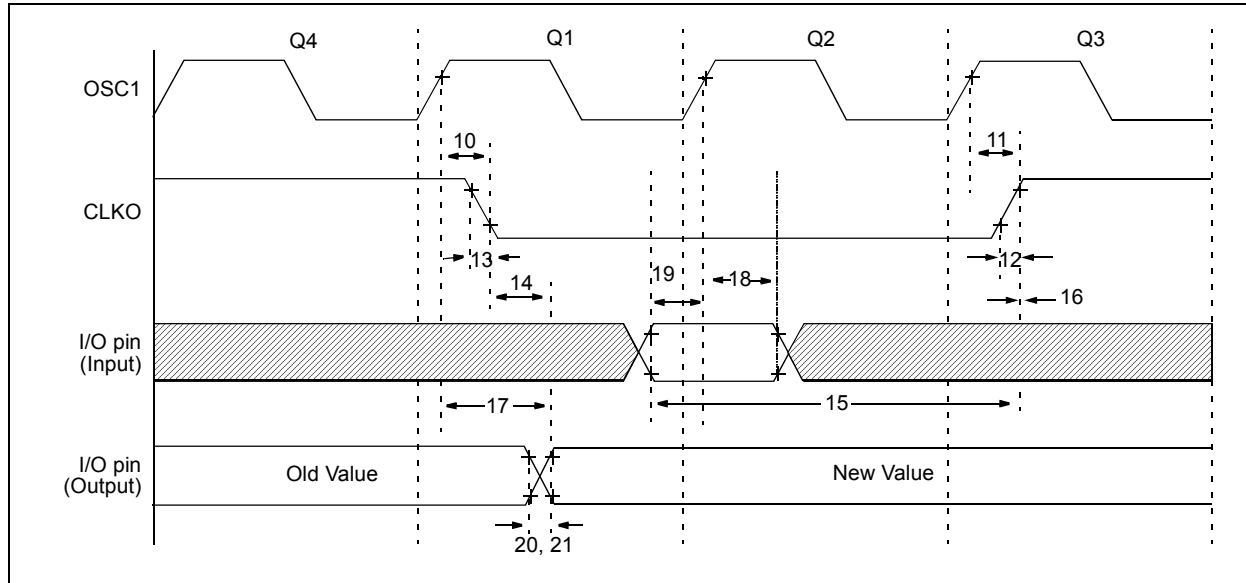 Q4 Q1 Q2 Q3
OSC1
10 11
CLKO
13 19 18 12
14 16
I/O pin
(Input)
17 15
I/O pin
(Output)
Old Value New Value
20, 21